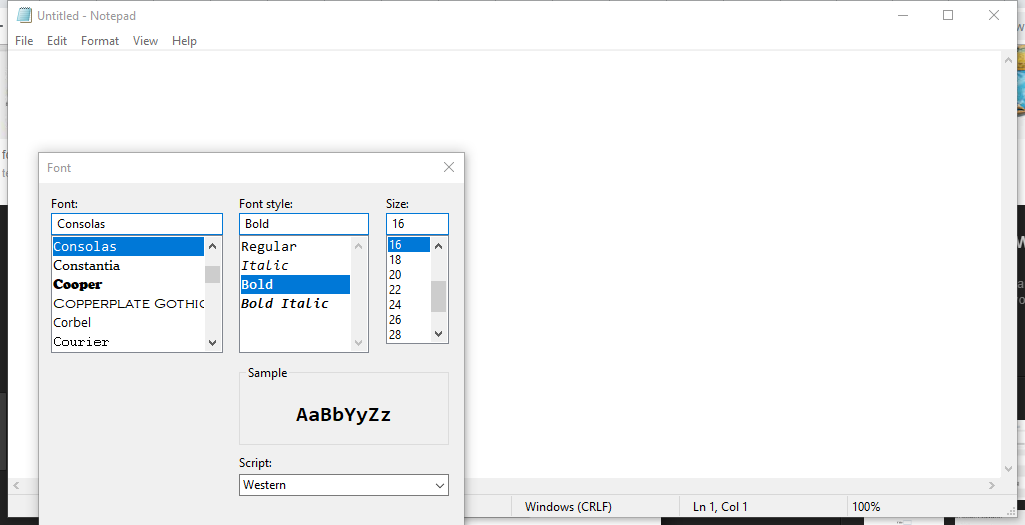 Untitled - Notepad
File Edit Format View Help
Font
Font: Font style: Size:
Consolas Bold 16
Consolas
Constantia
Cooper
COPPERPLATE GOTHIC
Corbel
Courier
Regular
Italic
Bold
Bold Italic
16
18
20
22
24
26
28
Sample
AaBbYyZz
Script:
Western
Windows (CRLF) Ln 1, Col 1 100%